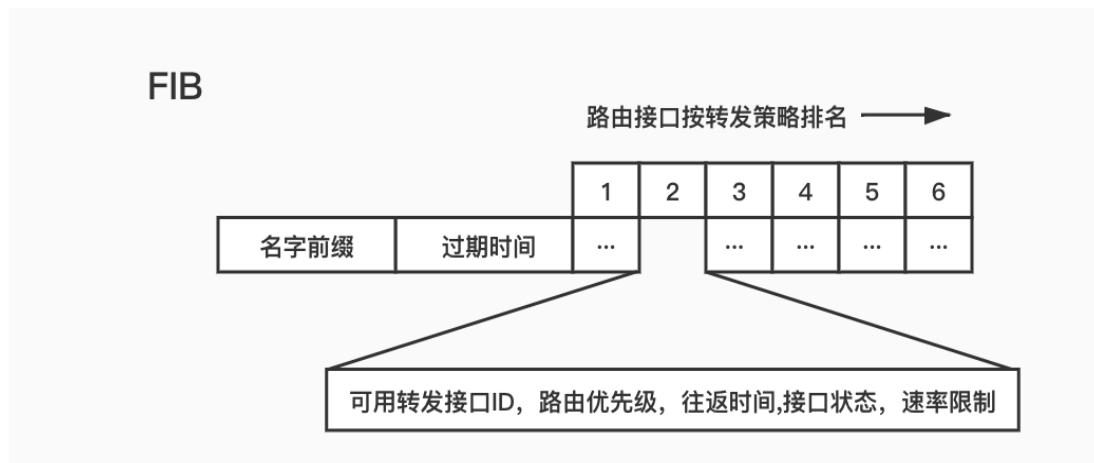 FIB
路由接口按转发策略排名
1 2 3 4 5 6
名字前缀 过期时间 ... ... ... ... ...
可用转发接口ID，路由优先级，往返时间,接口状态，速率限制